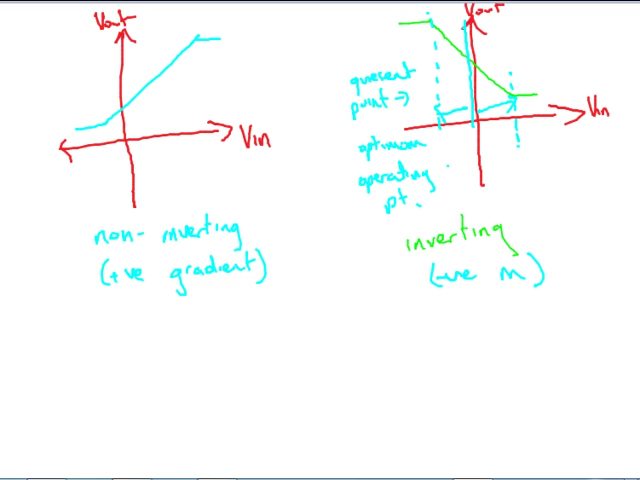 Vout
Vin
non-inverting
(+ve gradient)
Vout
quiescent
point →
Vin
optimum
operating
pt.
inverting
(-ve m)